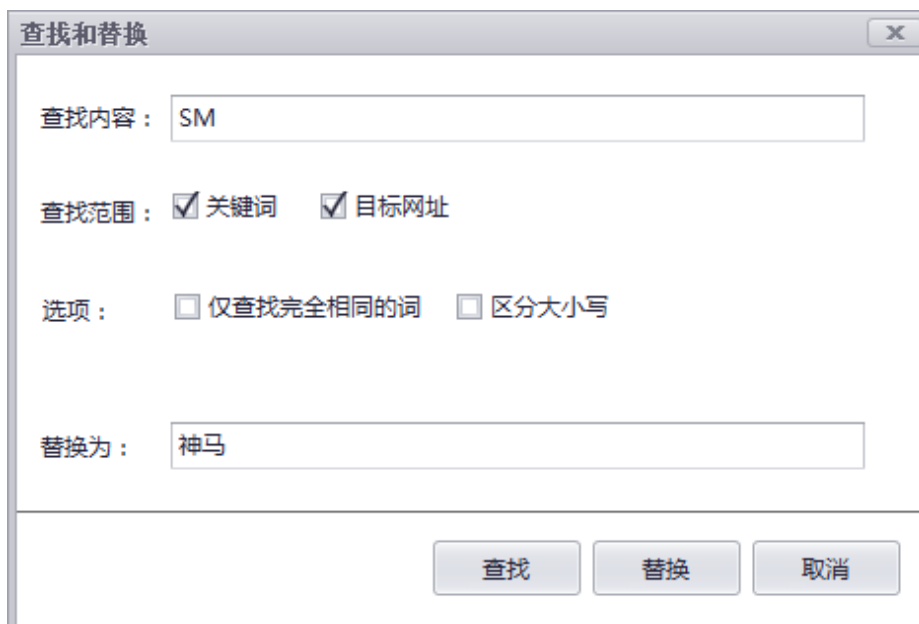 查找和替换
查找内容： SM
查找范围： 关键词 目标网址
选项： 仅查找完全相同的词 区分大小写
替换为： 神马
查找 替换 取消